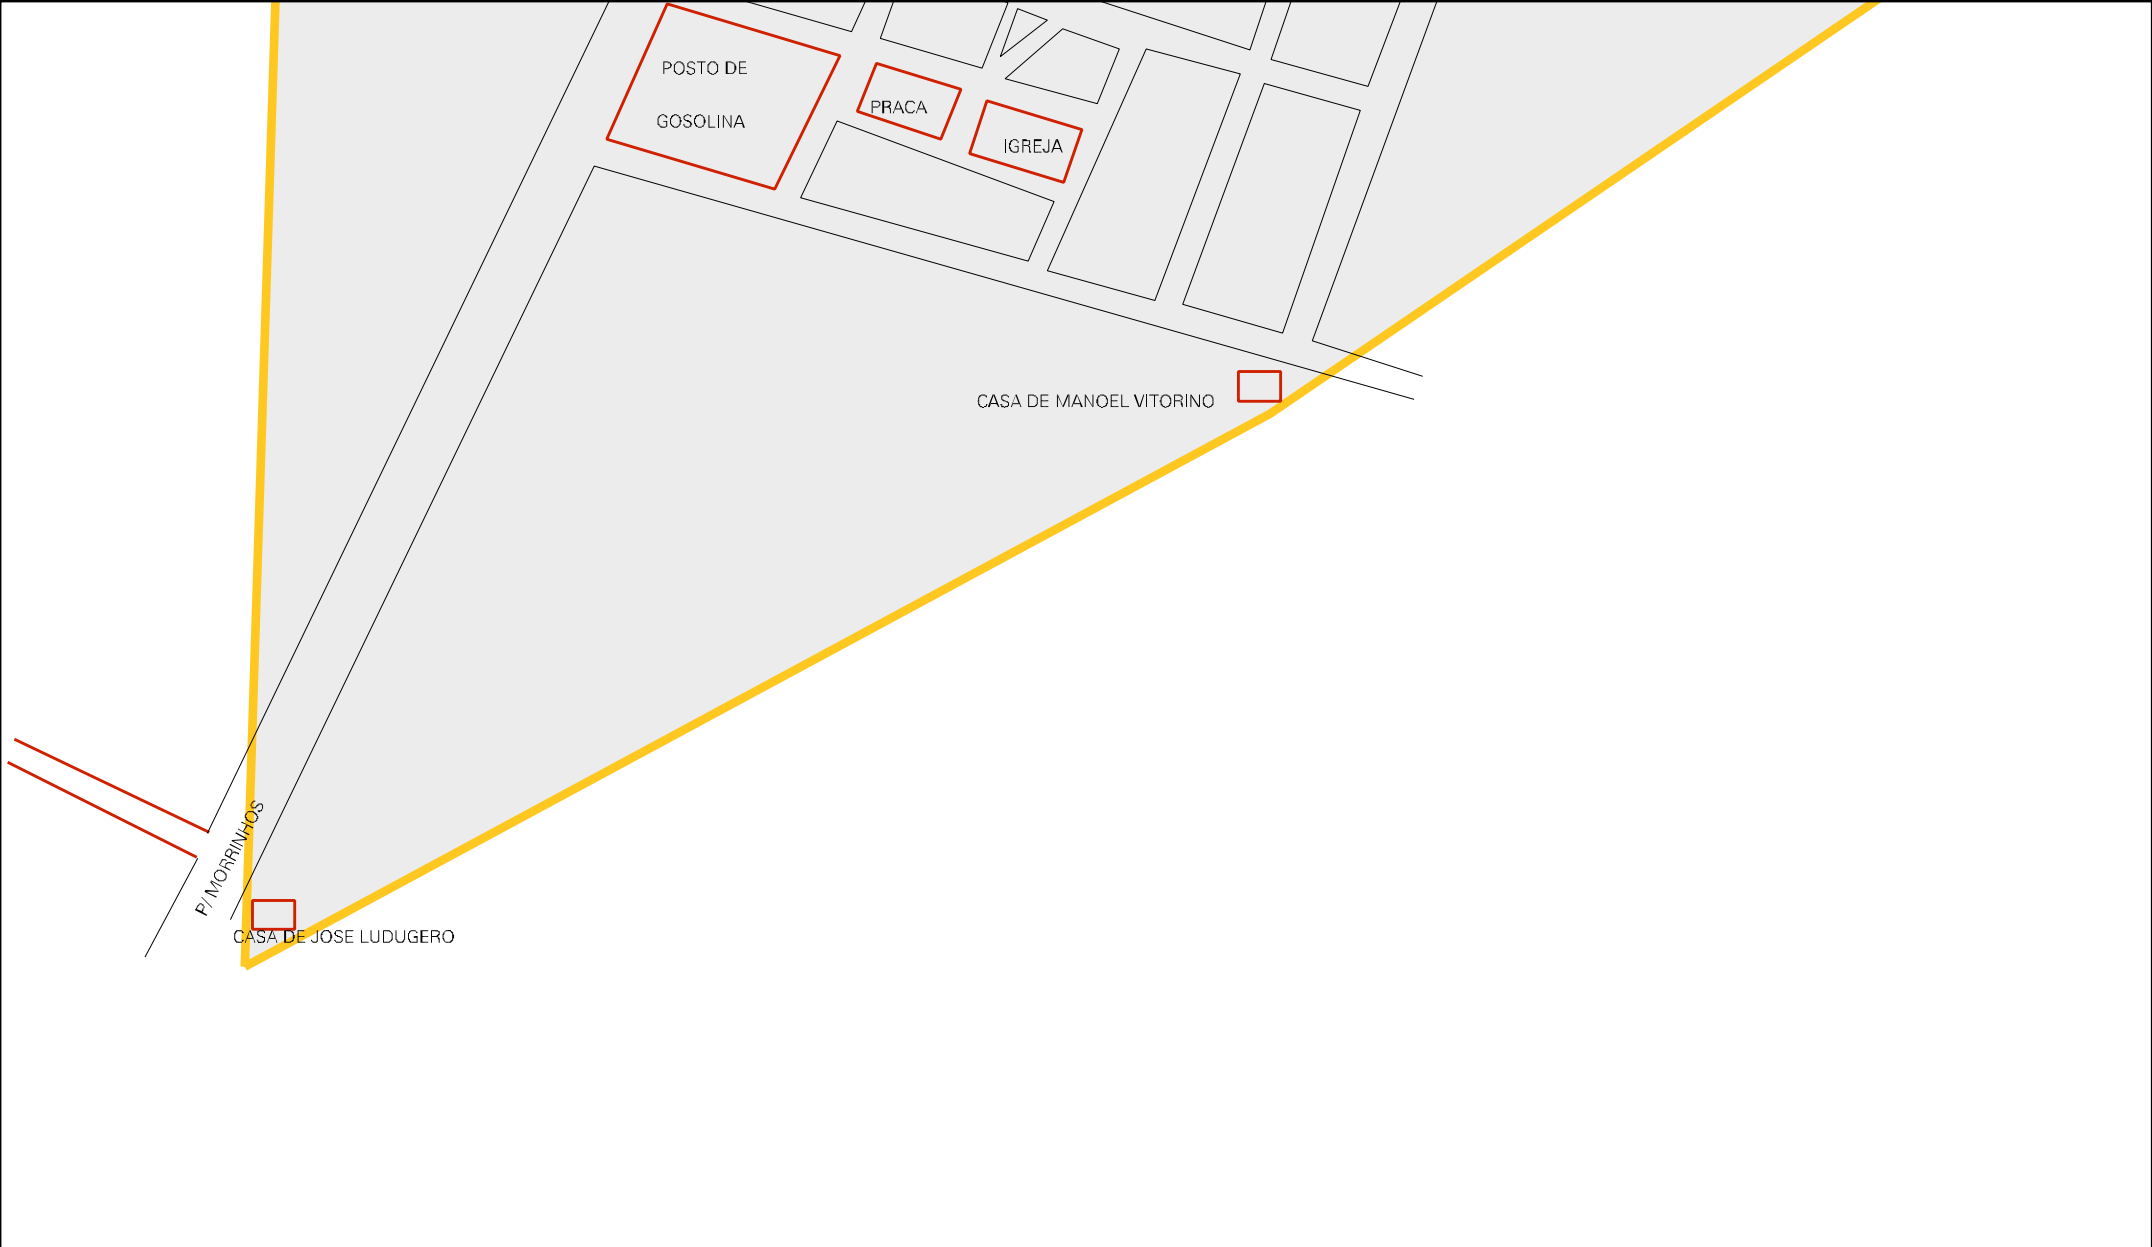 POSTO DE
GOSOLINA
PRACA
IGREJA
CASA DE MANOEL VITORINO
P/MORRINHOS
CASA DE JOSE LUDUGERO